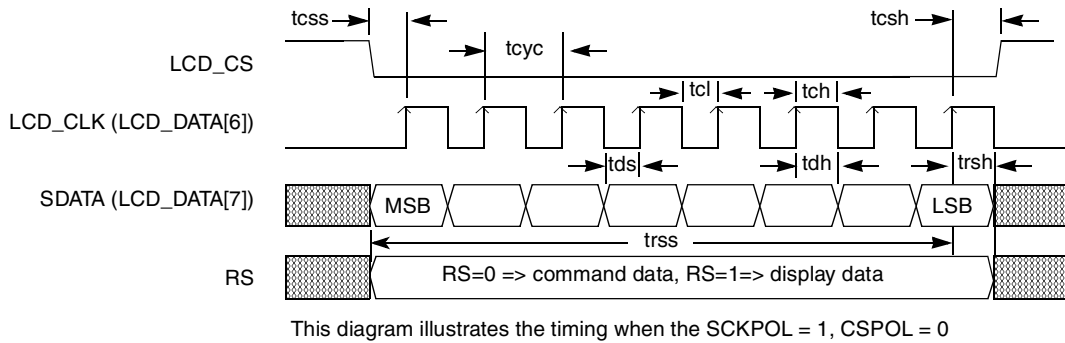 tcss
tcsh
LCD_CS
tcyc
tcl
tch
LCD_CLK (LCD_DATA[6])
tds
tdh
trsh
SDATA (LCD_DATA[7])
MSB
LSB
trss
RS
RS=0 => command data, RS=1=> display data
This diagram illustrates the timing when the SCKPOL = 1, CSPOL = 0